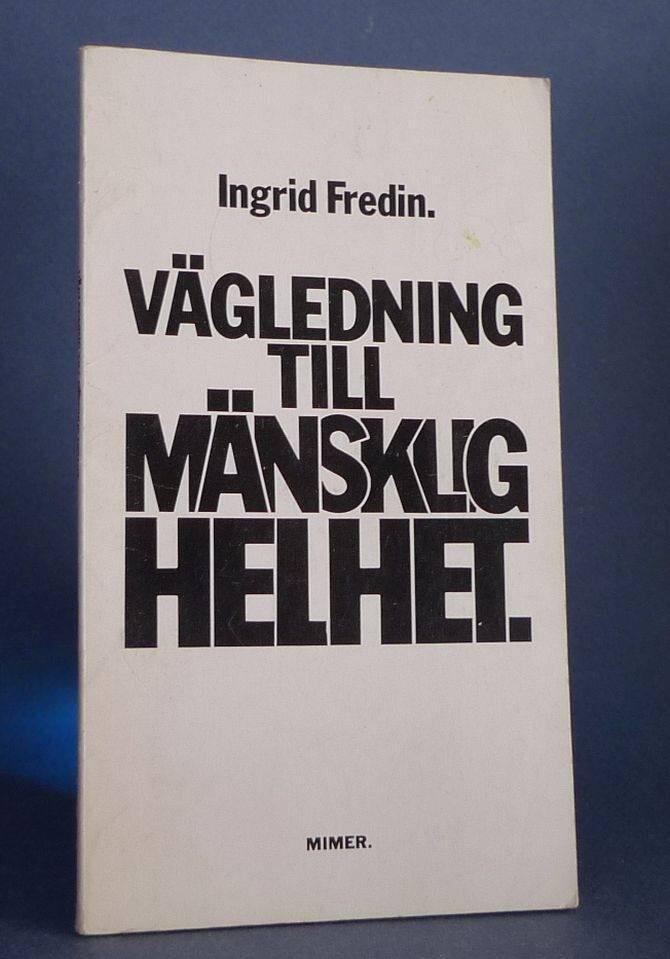 Ingrid Fredin.
VÄGLEDNING
TILL
MÄNSKLIG
HELHET.
MIMER.